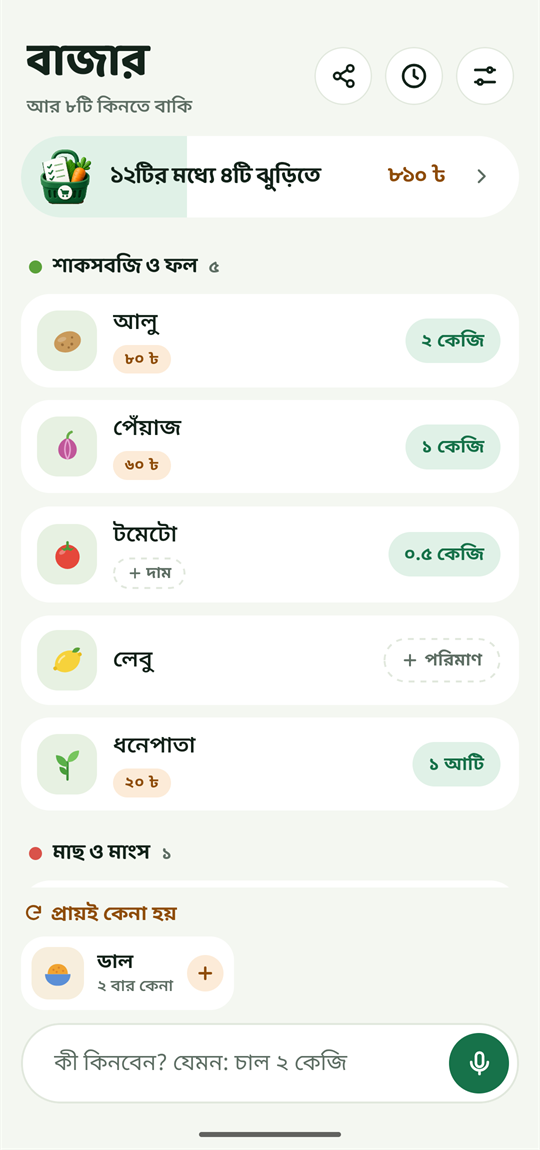 বাজার
আর ৮টি কিনতে বাকি
১২টির মধ্যে ৪টি ঝুড়িতে ৮১০ ৳
শাকসবজি ও ফল ৫
আলু
৮০ ৳
২ কেজি
পেঁয়াজ
৬০ ৳
১ কেজি
টমেটো
+ দাম
০.৫ কেজি
লেবু
+ পরিমাণ
ধনেপাতা
২০ ৳
১ আটি
মাছ ও মাংস ১
প্রায়ই কেনা হয়
ডাল
২ বার কেনা
+
কী কিনবেন? যেমন: চাল ২ কেজি